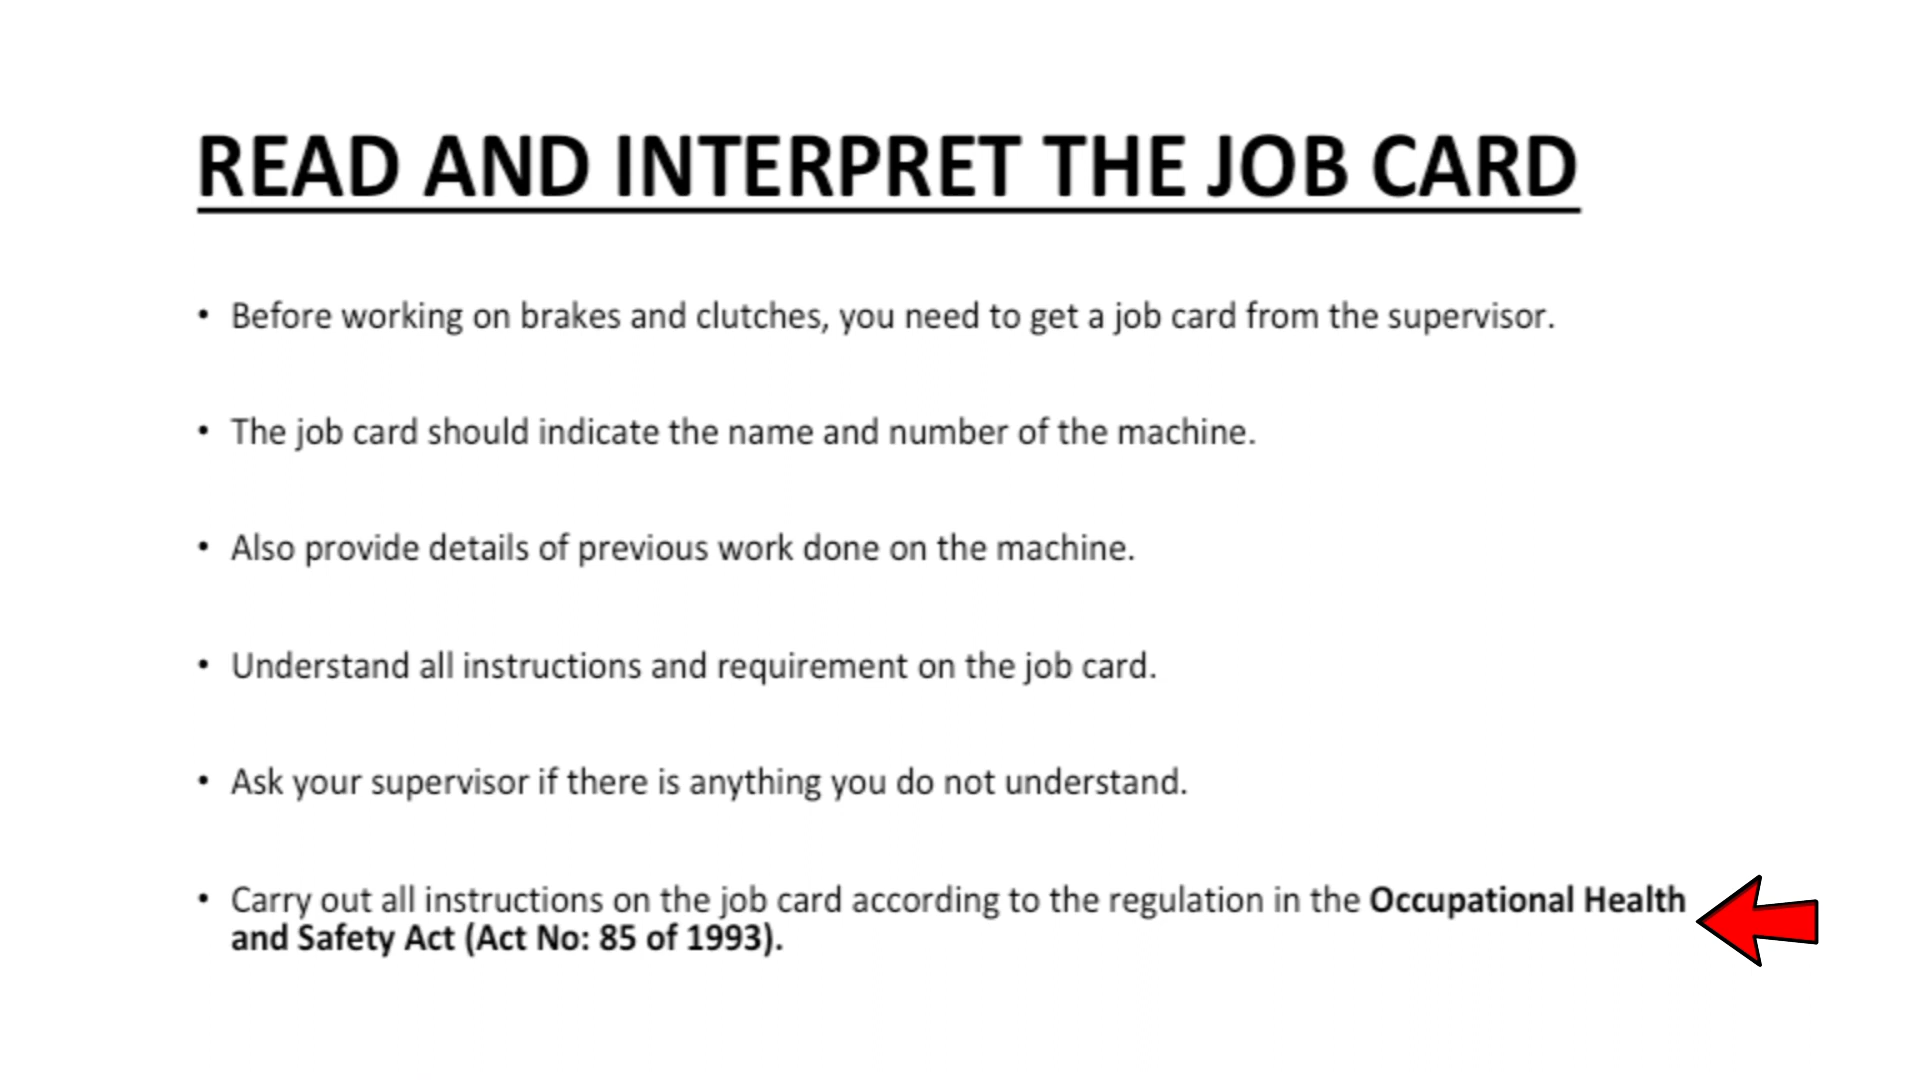 READ AND INTERPRET THE JOB CARD
• Before working on brakes and clutches, you need to get a job card from the supervisor.
• The job card should indicate the name and number of the machine.
• Also provide details of previous work done on the machine.
• Understand all instructions and requirement on the job card.
• Ask your supervisor if there is anything you do not understand.
• Carry out all instructions on the job card according to the regulation in the Occupational Health
and Safety Act (Act No: 85 of 1993).